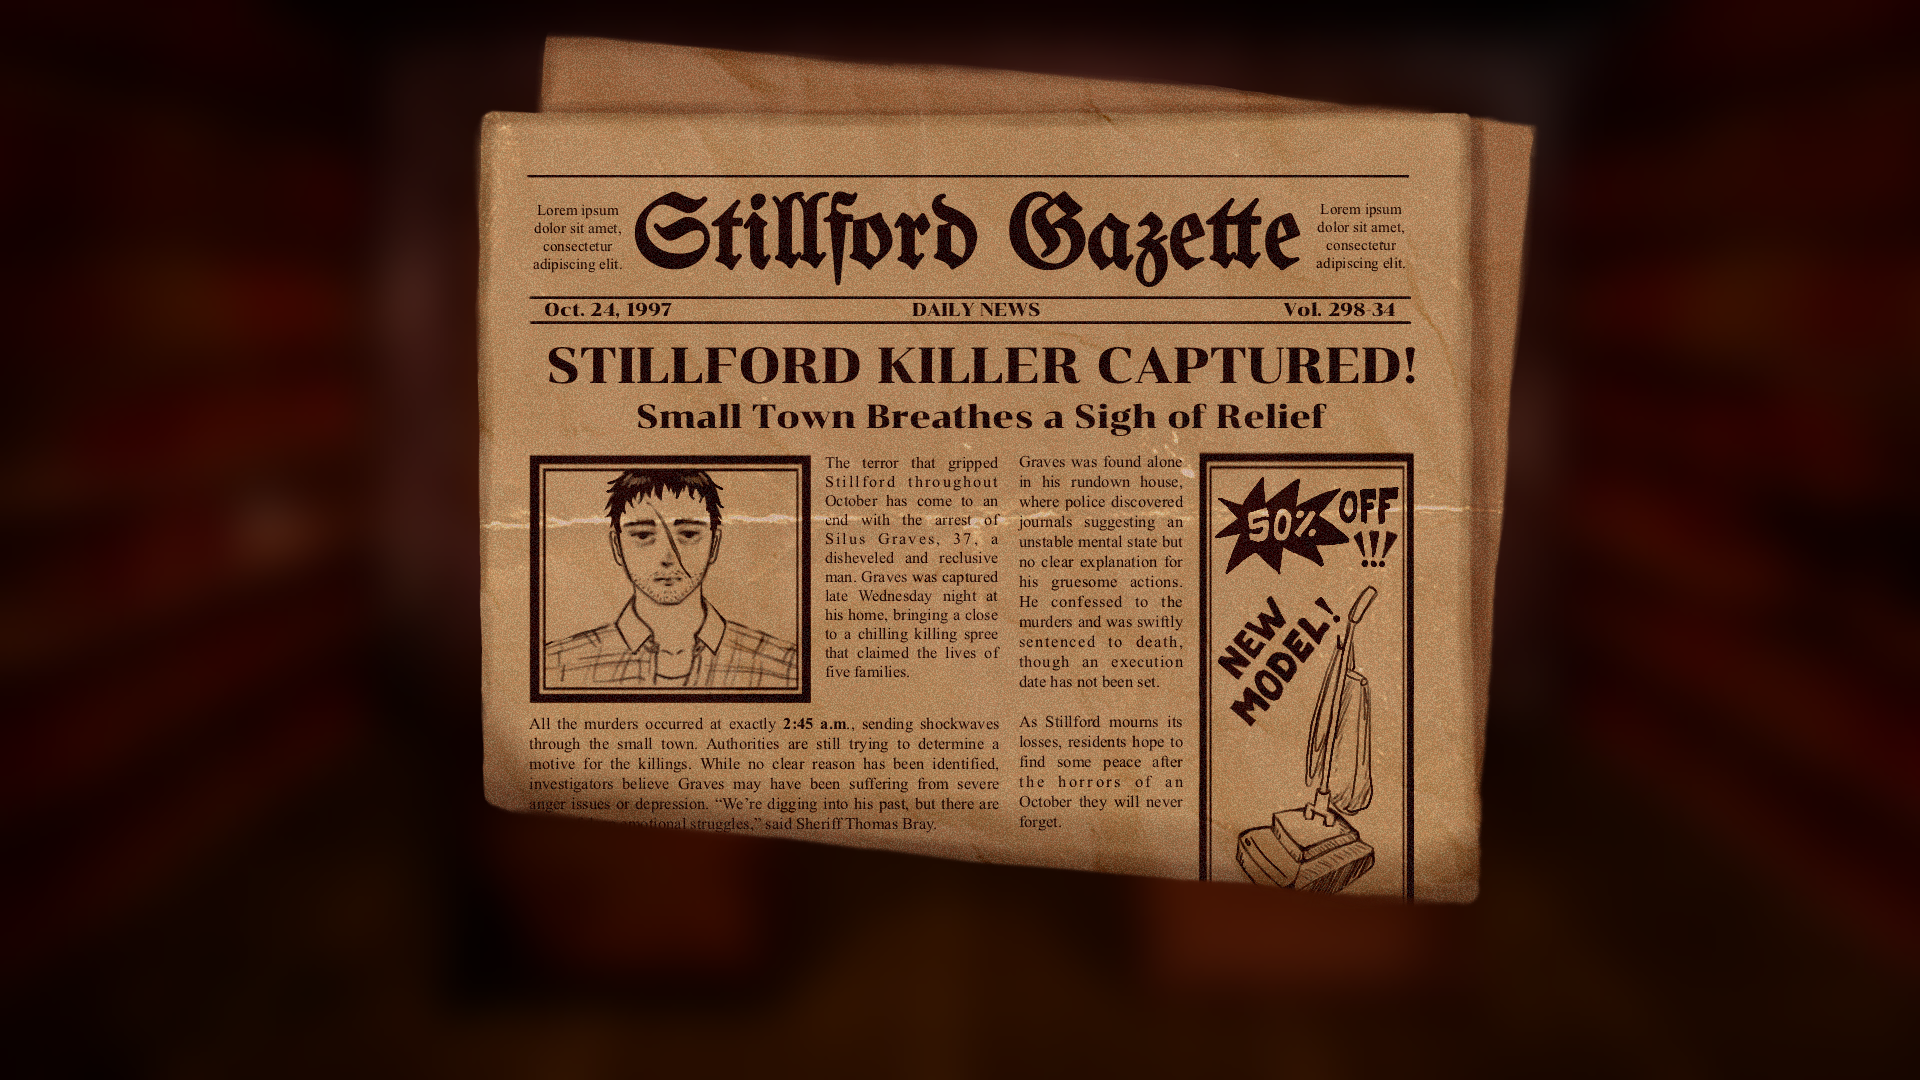 Lorem ipsum
dolor sit amet,
consectetur
adipiscing elit.
Stillford Gazette
Lorem ipsum
dolor sit amet,
consectetur
adipiscing elit.
Oct. 24, 1997
DAILY NEWS
Vol. 298-34
STILLFORD KILLER CAPTURED!
Small Town Breathes a Sigh of Relief
The terror that gripped
Stillford throughout
October has come to an
end with the arrest of
Silus Graves, 37, a
disheveled and reclusive
man. Graves was captured
late Wednesday night at
his home, bringing a close
to a chilling killing spree
that claimed the lives of
five families.
All the murders occurred at exactly 2:45 a.m., sending shockwaves
through the small town. Authorities are still trying to determine a
motive for the killings. While no clear reason has been identified,
investigators believe Graves may have been suffering from severe
anger issues or depression. “We’re digging into his past, but there are
emotional struggles,” said Sheriff Thomas Bray.
Graves was found alone
in his rundown house,
where police discovered
journals suggesting an
unstable mental state but
no clear explanation for
his gruesome actions.
He confessed to the
murders and was swiftly
sentenced to death,
though an execution
date has not been set.
As Stillford mourns its
losses, residents hope to
find some peace after
the horrors of an
October they will never
forget.
50% OFF
!!!
NEW
MODEL!